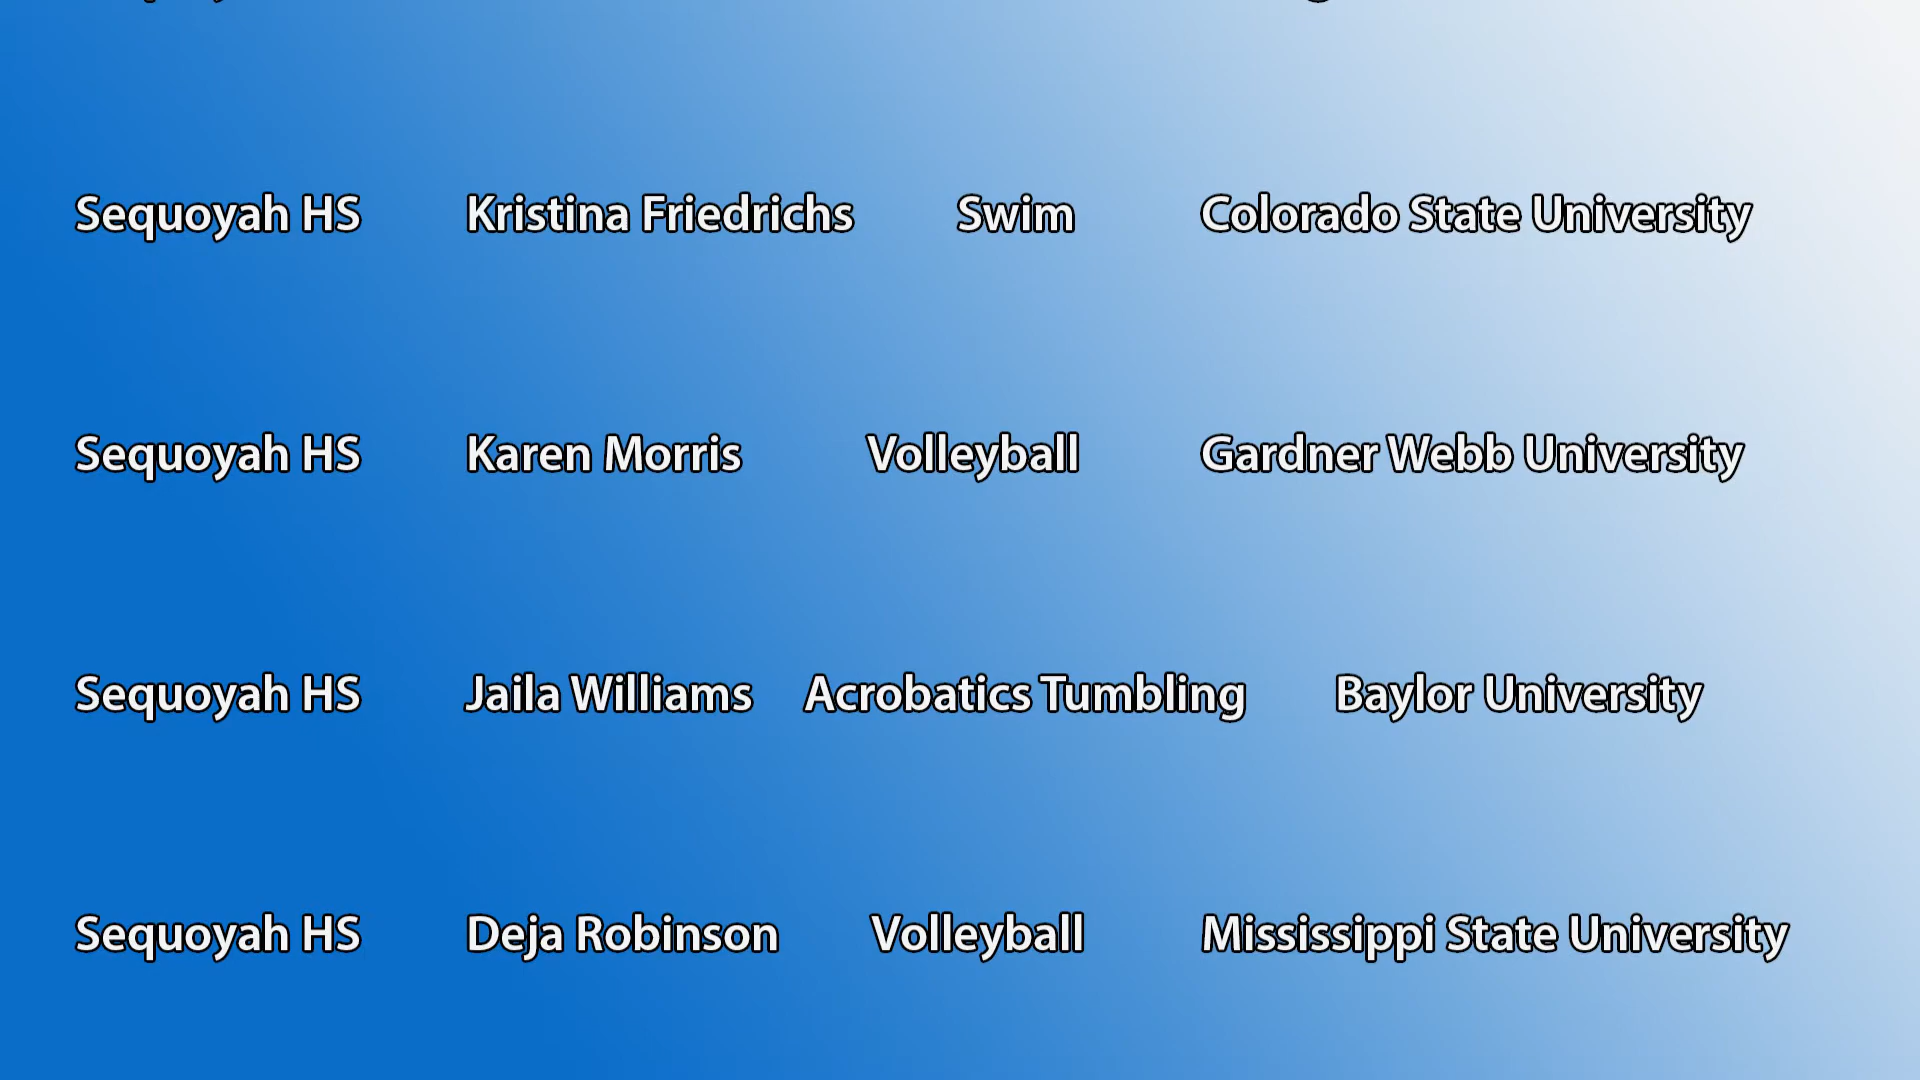 Sequoyah HS Kristina Friedrichs Swim Colorado State University
Sequoyah HS Karen Morris Volleyball Gardner Webb University
Sequoyah HS Jaila Williams Acrobatics Tumbling Baylor University
Sequoyah HS Deja Robinson Volleyball Mississippi State University